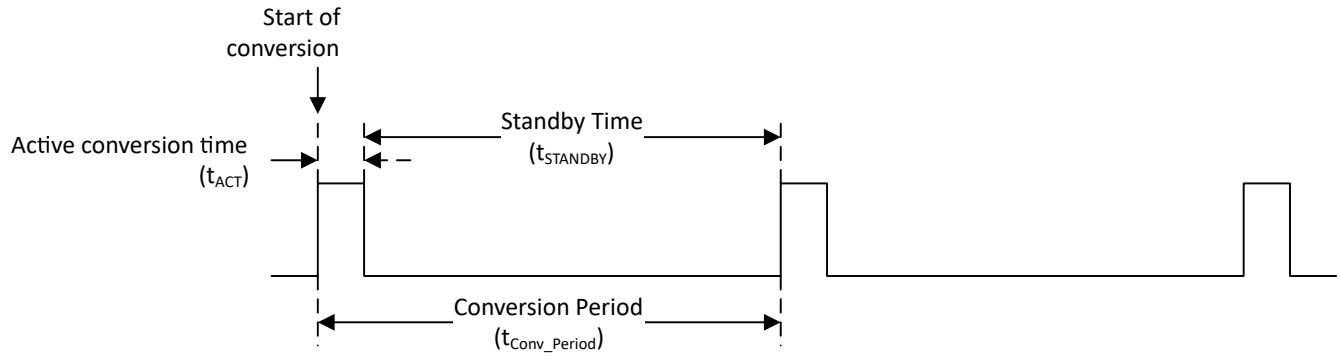 Start of
conversion
Active conversion time
(tACT)
Standby Time
(tSTANDBY)
Conversion Period
(tConv_Period)